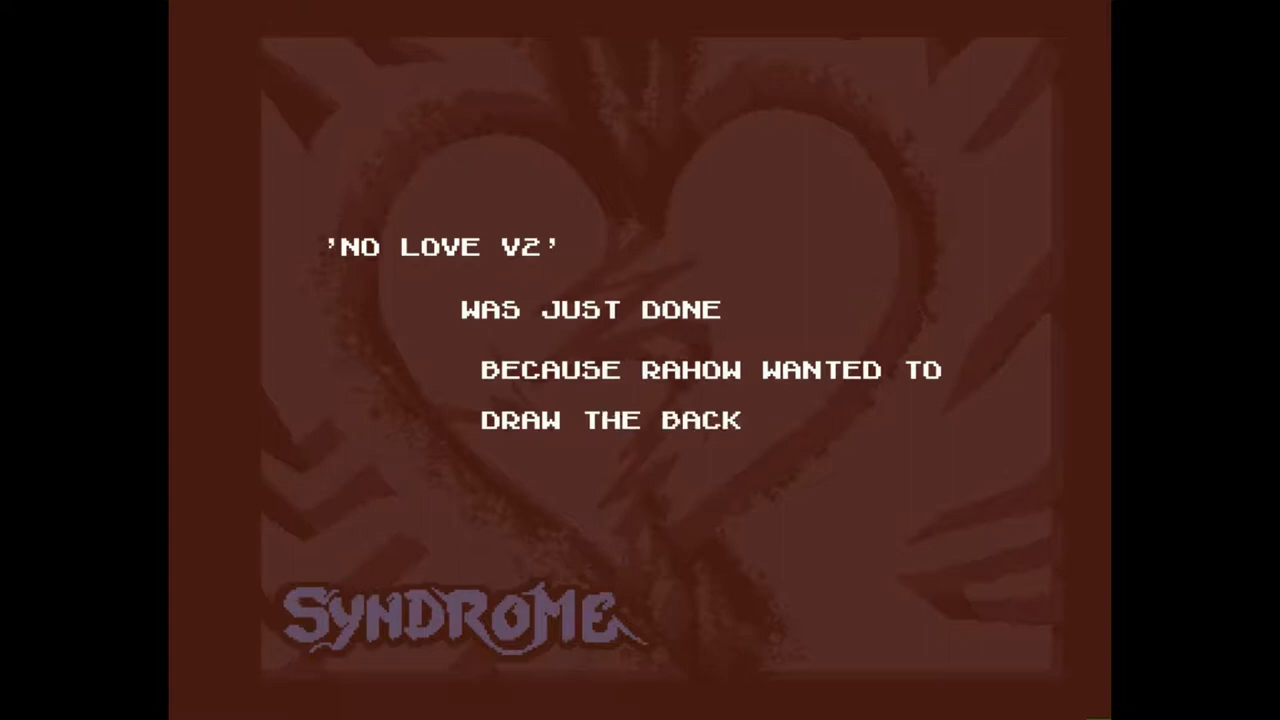 'NO LOVE V2'
WAS JUST DONE
BECAUSE RAHOW WANTED TO
DRAW THE BACK
SYNDROME